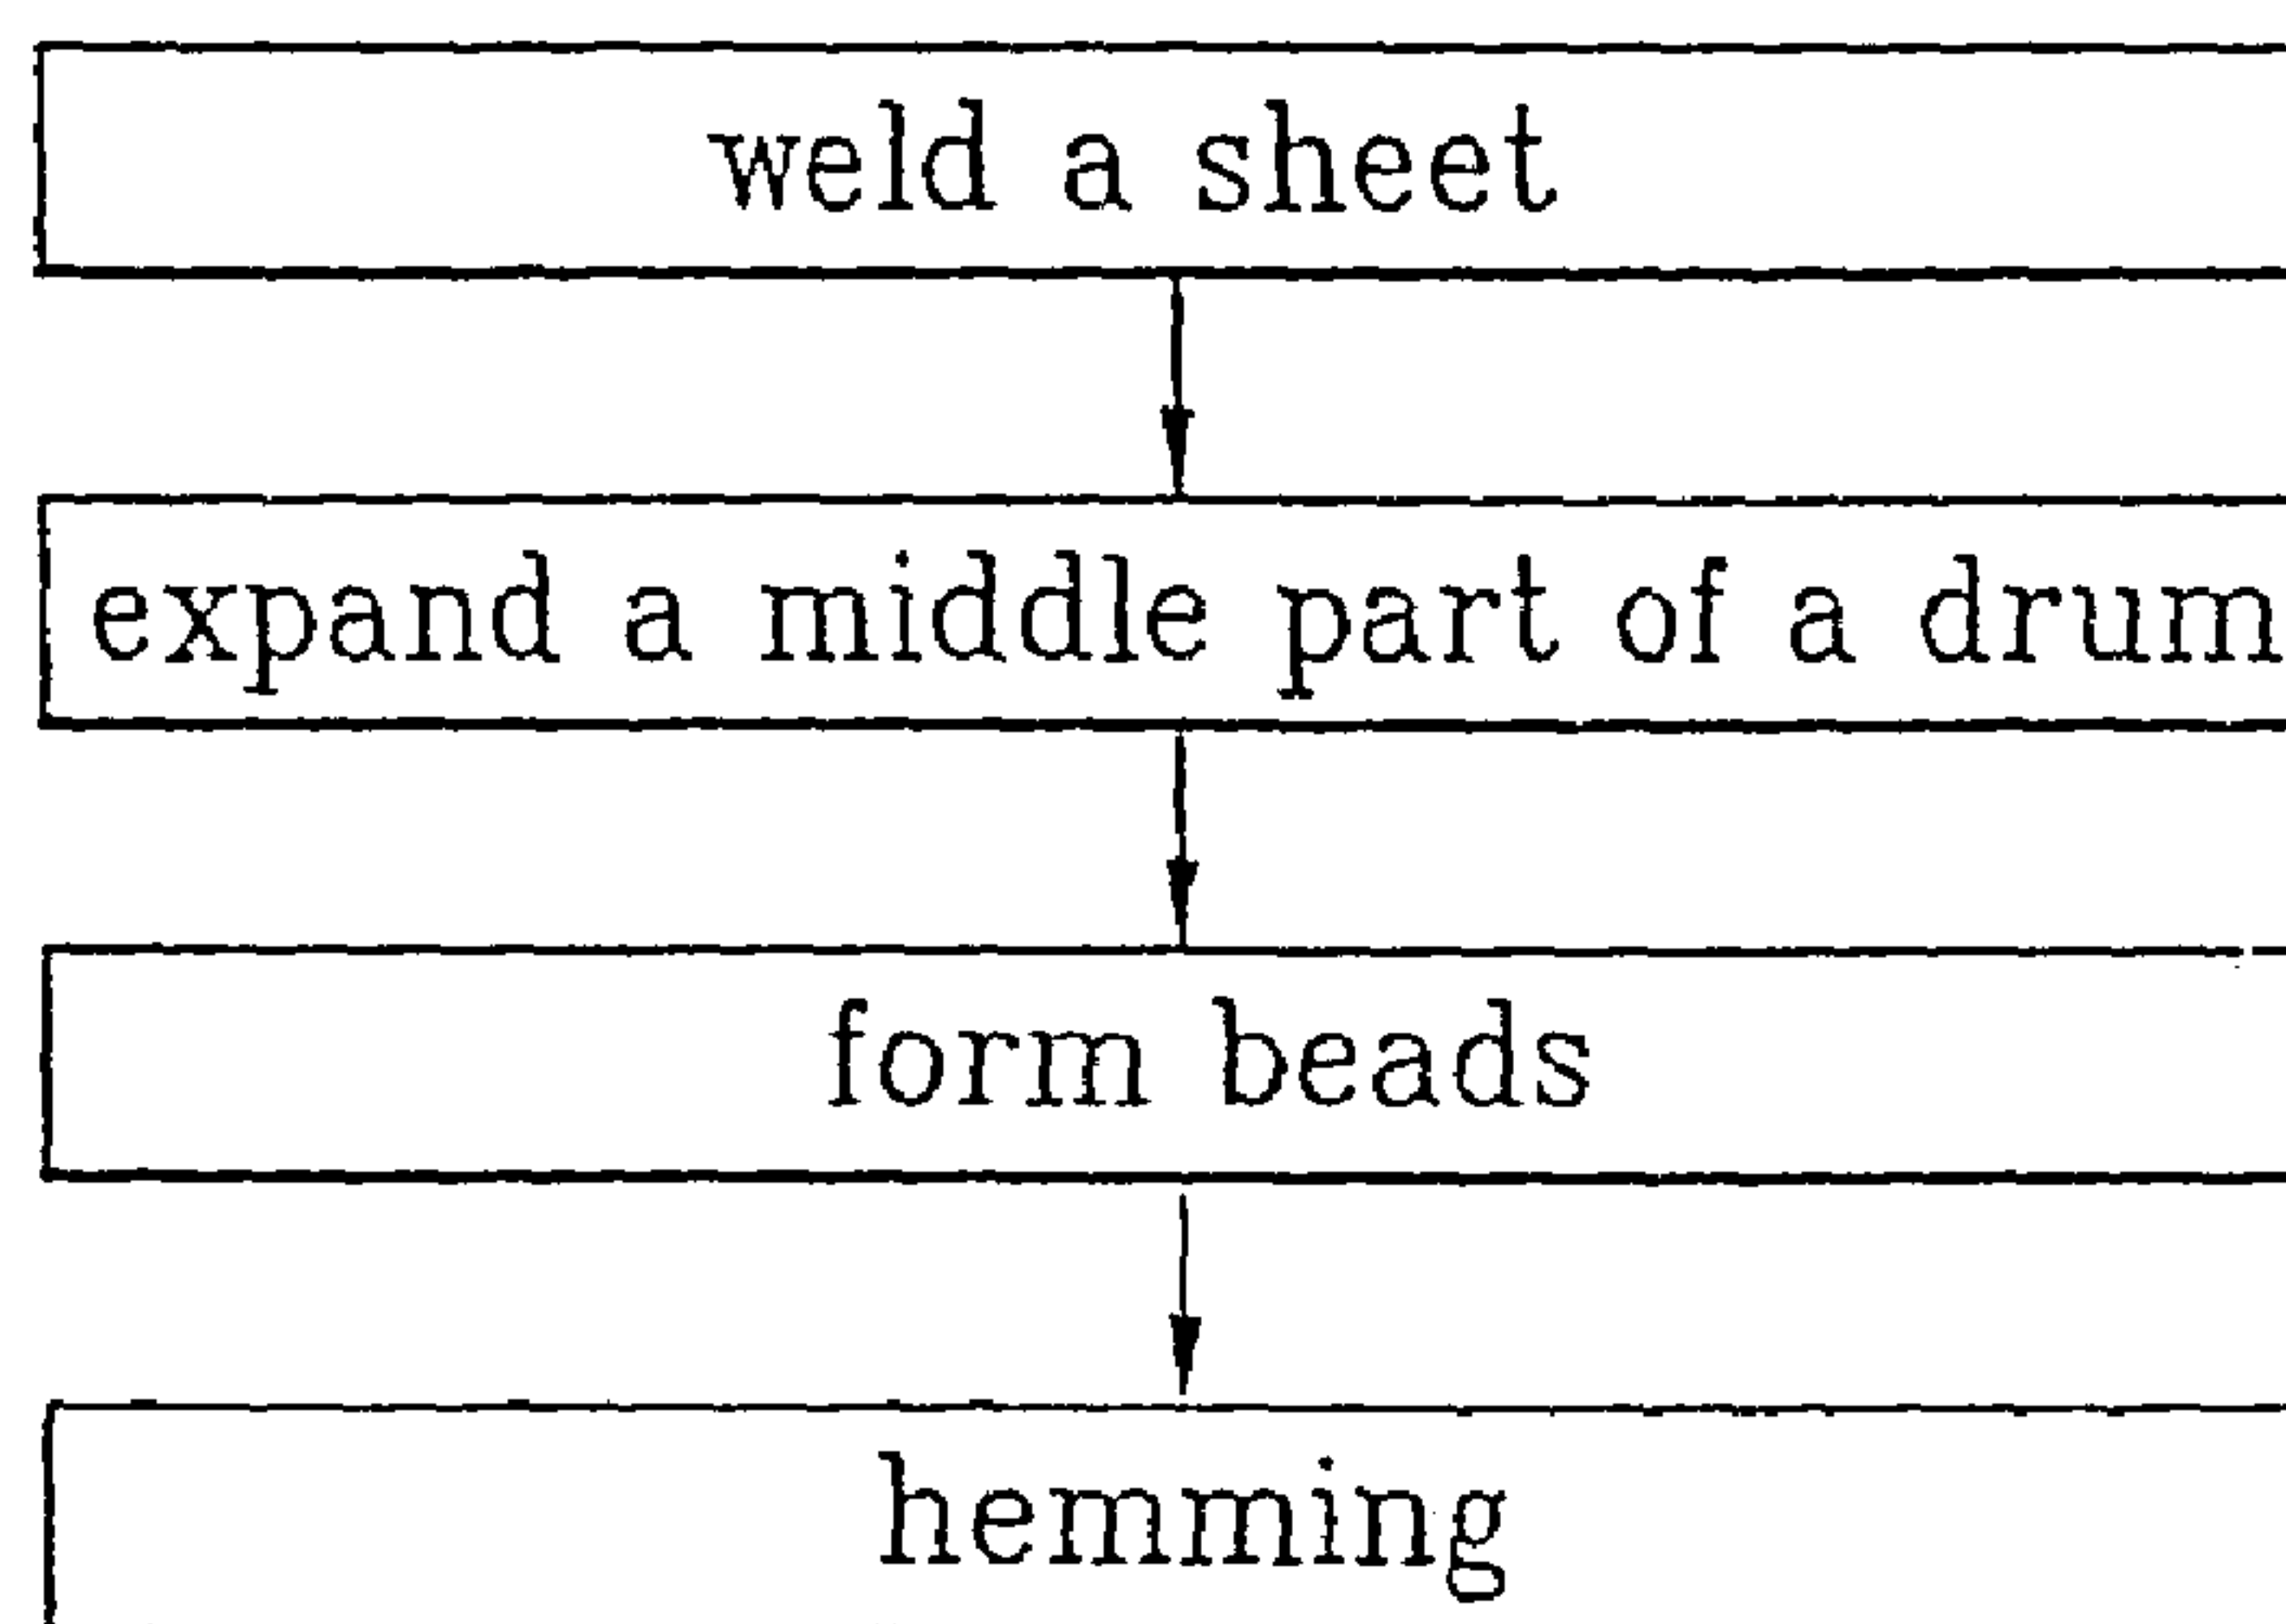 weld a sheet
expand a middle part of a drum
form beads
hemming